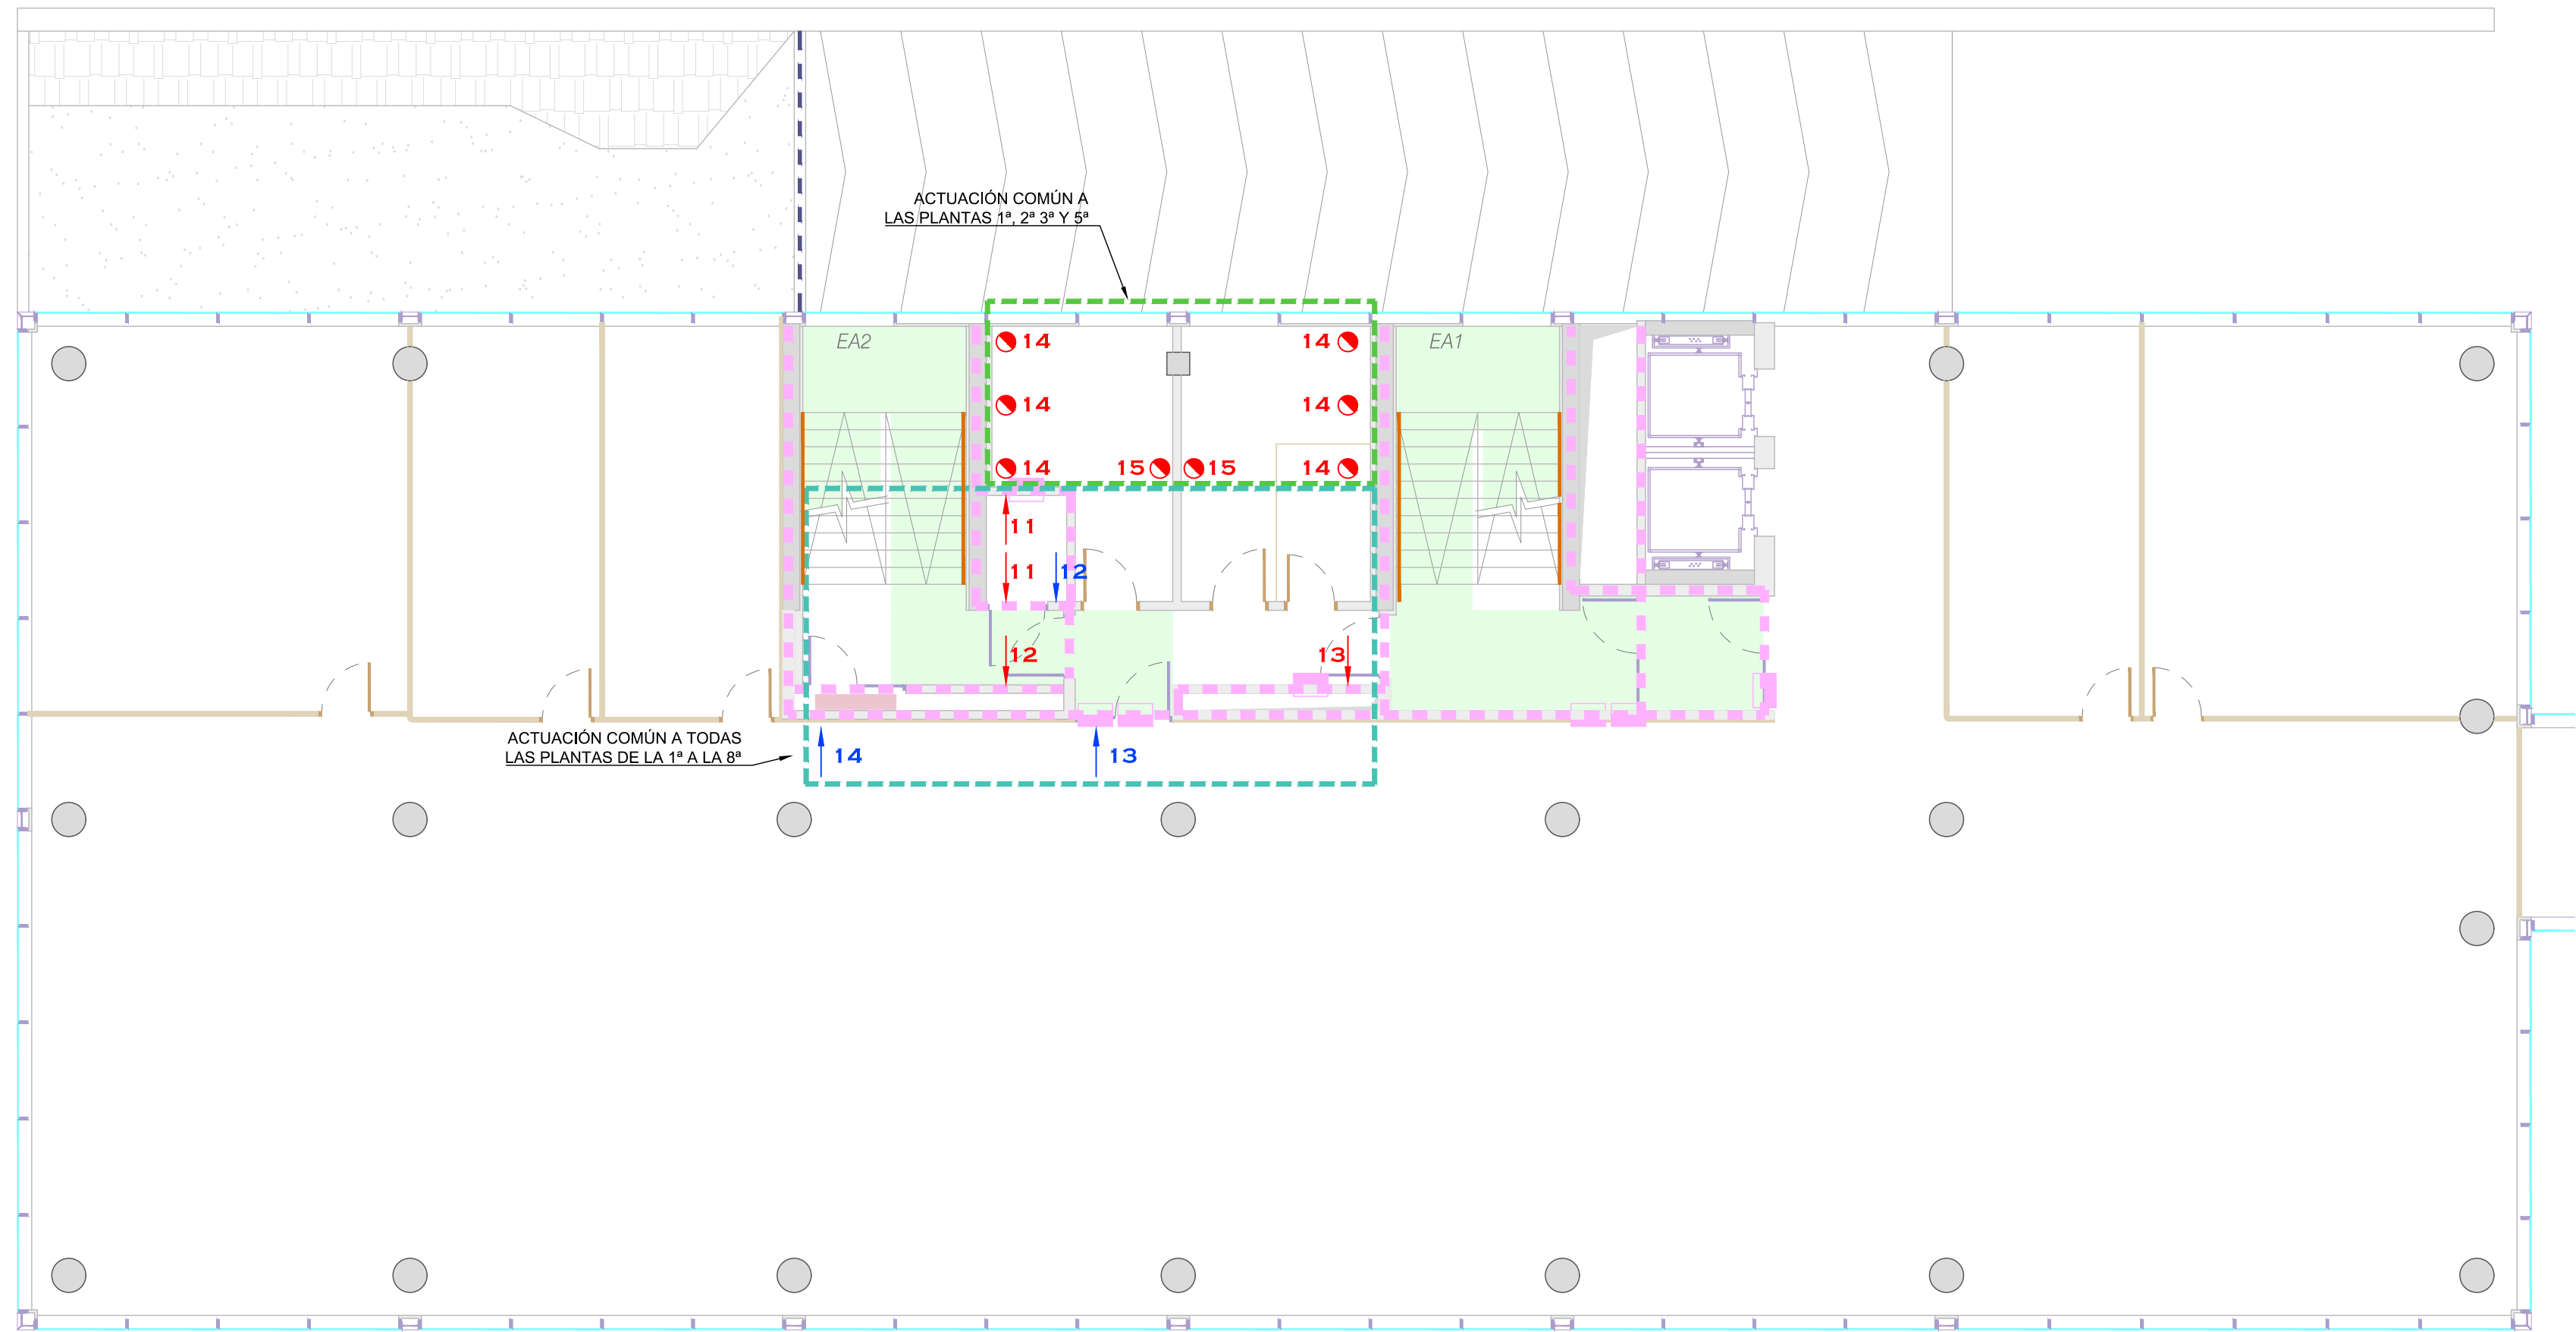 ACTUACIÓN COMÚN A
LAS PLANTAS 1ª, 2ª 3ª Y 5ª
EA2
14
14
EA1
14
14
14
15
15
14
11
11
12
12
13
ACTUACIÓN COMÚN A TODAS
LAS PLANTAS DE LA 1ª A LA 8ª
14
13